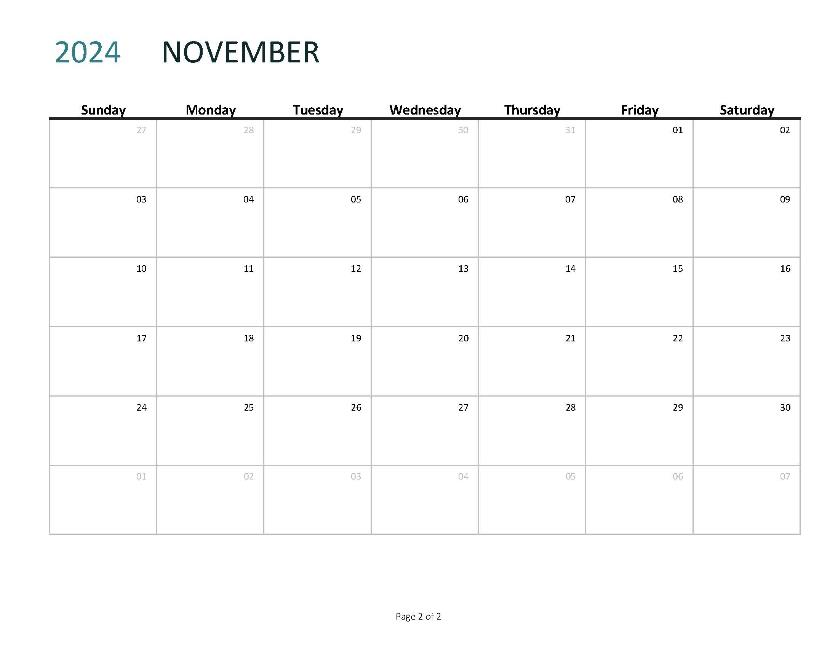 2024 NOVEMBER
Sunday Monday Tuesday Wednesday Thursday Friday Saturday
27 28 29 30 31 01 02
03 04 05 06 07 08 09
10 11 12 13 14 15 16
17 18 19 20 21 22 23
24 25 26 27 28 29 30
01 02 03 04 05 06 07
Page 2 of 2